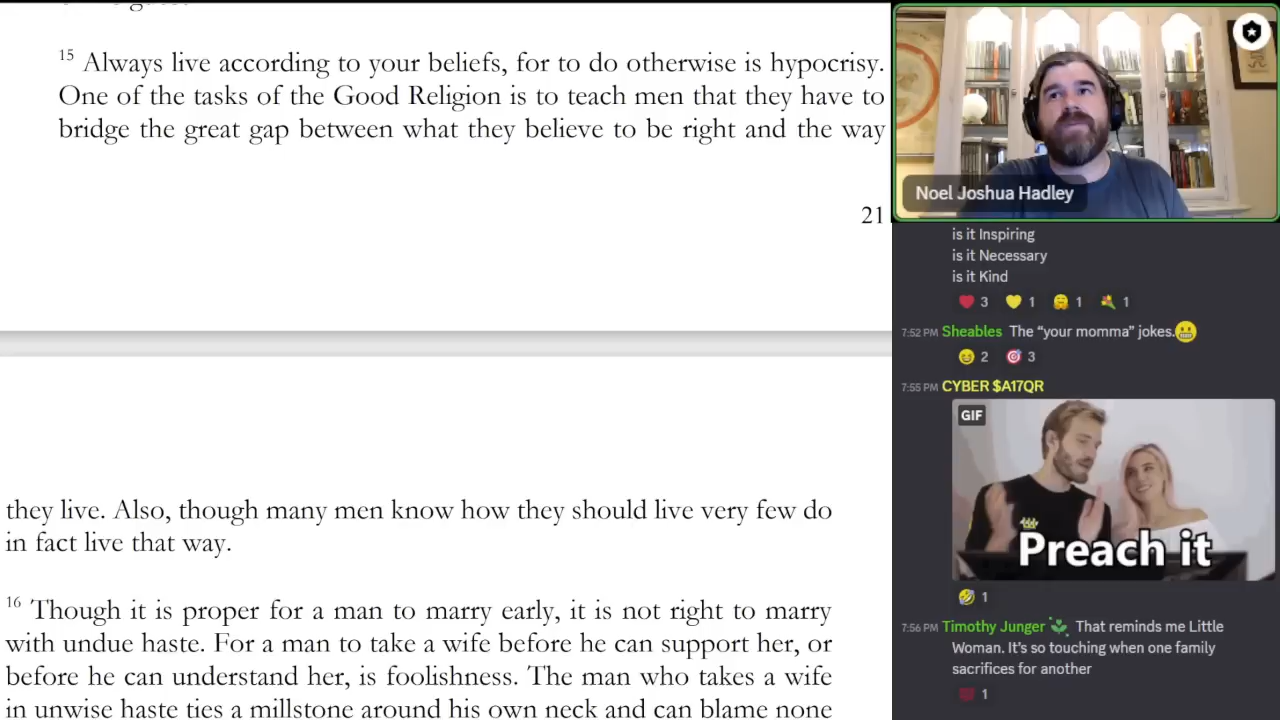 15 Always live according to your beliefs, for to do otherwise is hypocrisy.
One of the tasks of the Good Religion is to teach men that they have to
bridge the great gap between what they believe to be right and the way
21
they live. Also, though many men know how they should live very few do
in fact live that way.
16 Though it is proper for a man to marry early, it is not right to marry
with undue haste. For a man to take a wife before he can support her, or
before he can understand her, is foolishness. The man who takes a wife
in unwise haste ties a millstone around his own neck and can blame none
Noel Joshua Hadley
is it Inspiring
is it Necessary
is it Kind
3 1 1 1
7:52 PM Sheables The “your momma” jokes.
2 3
7:55 PM CYBER $A17QR
GIF
Preach it
1
7:56 PM Timothy Junger That reminds me Little
Woman. It’s so touching when one family
sacrifices for another
1